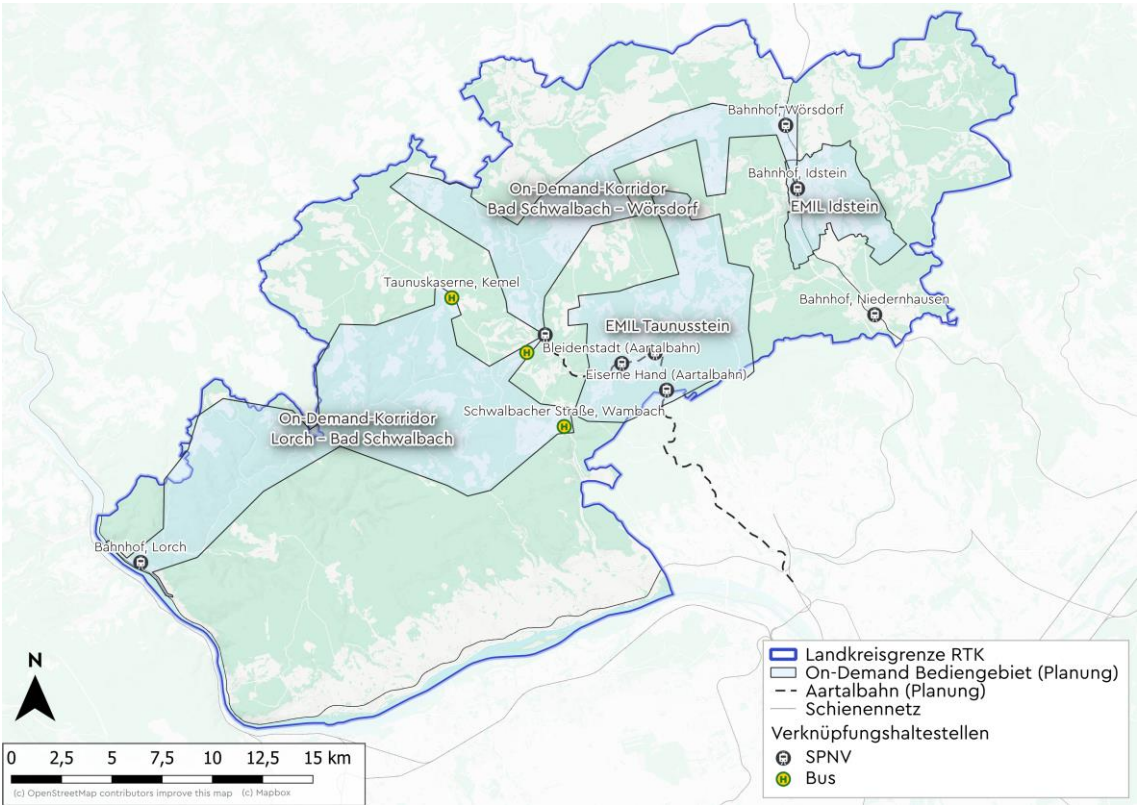 Bahnhof, Wörsdorf
Bahnhof, Idstein
On-Demand-Korridor
Bad Schwalbach – Wörsdorf
EMIL Idstein
Taunuskaserne, Kemel
Bahnhof, Niedernhausen
EMIL Taunusstein
Bleidenstadt (Aartalbahn)
Eiserne Hand (Aartalbahn)
Schwalbacher Straße, Wambach
On-Demand-Korridor
Lorch – Bad Schwalbach
Bahnhof, Lorch
N
0 2,5 5 7,5 10 12,5 15 km
(c) OpenStreetMap contributors improve this map (c) Mapbox
Landkreisgrenze RTK
On-Demand Bediengebiet (Planung)
Aartalbahn (Planung)
Schienennetz
Verknüpfungshaltestellen
SPNV
H Bus